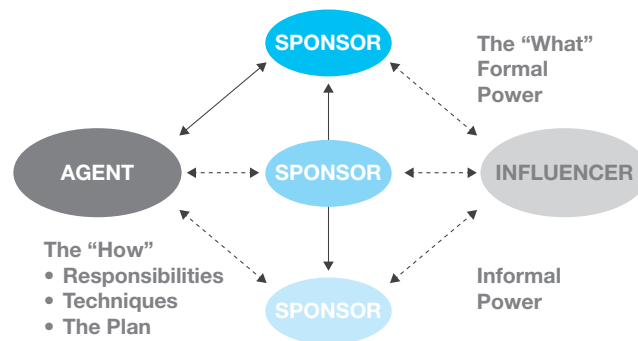 SPONSOR
The “What”
Formal
Power
AGENT
SPONSOR
INFLUENCER
The “How”
• Responsibilities
• Techniques
• The Plan
SPONSOR
Informal
Power